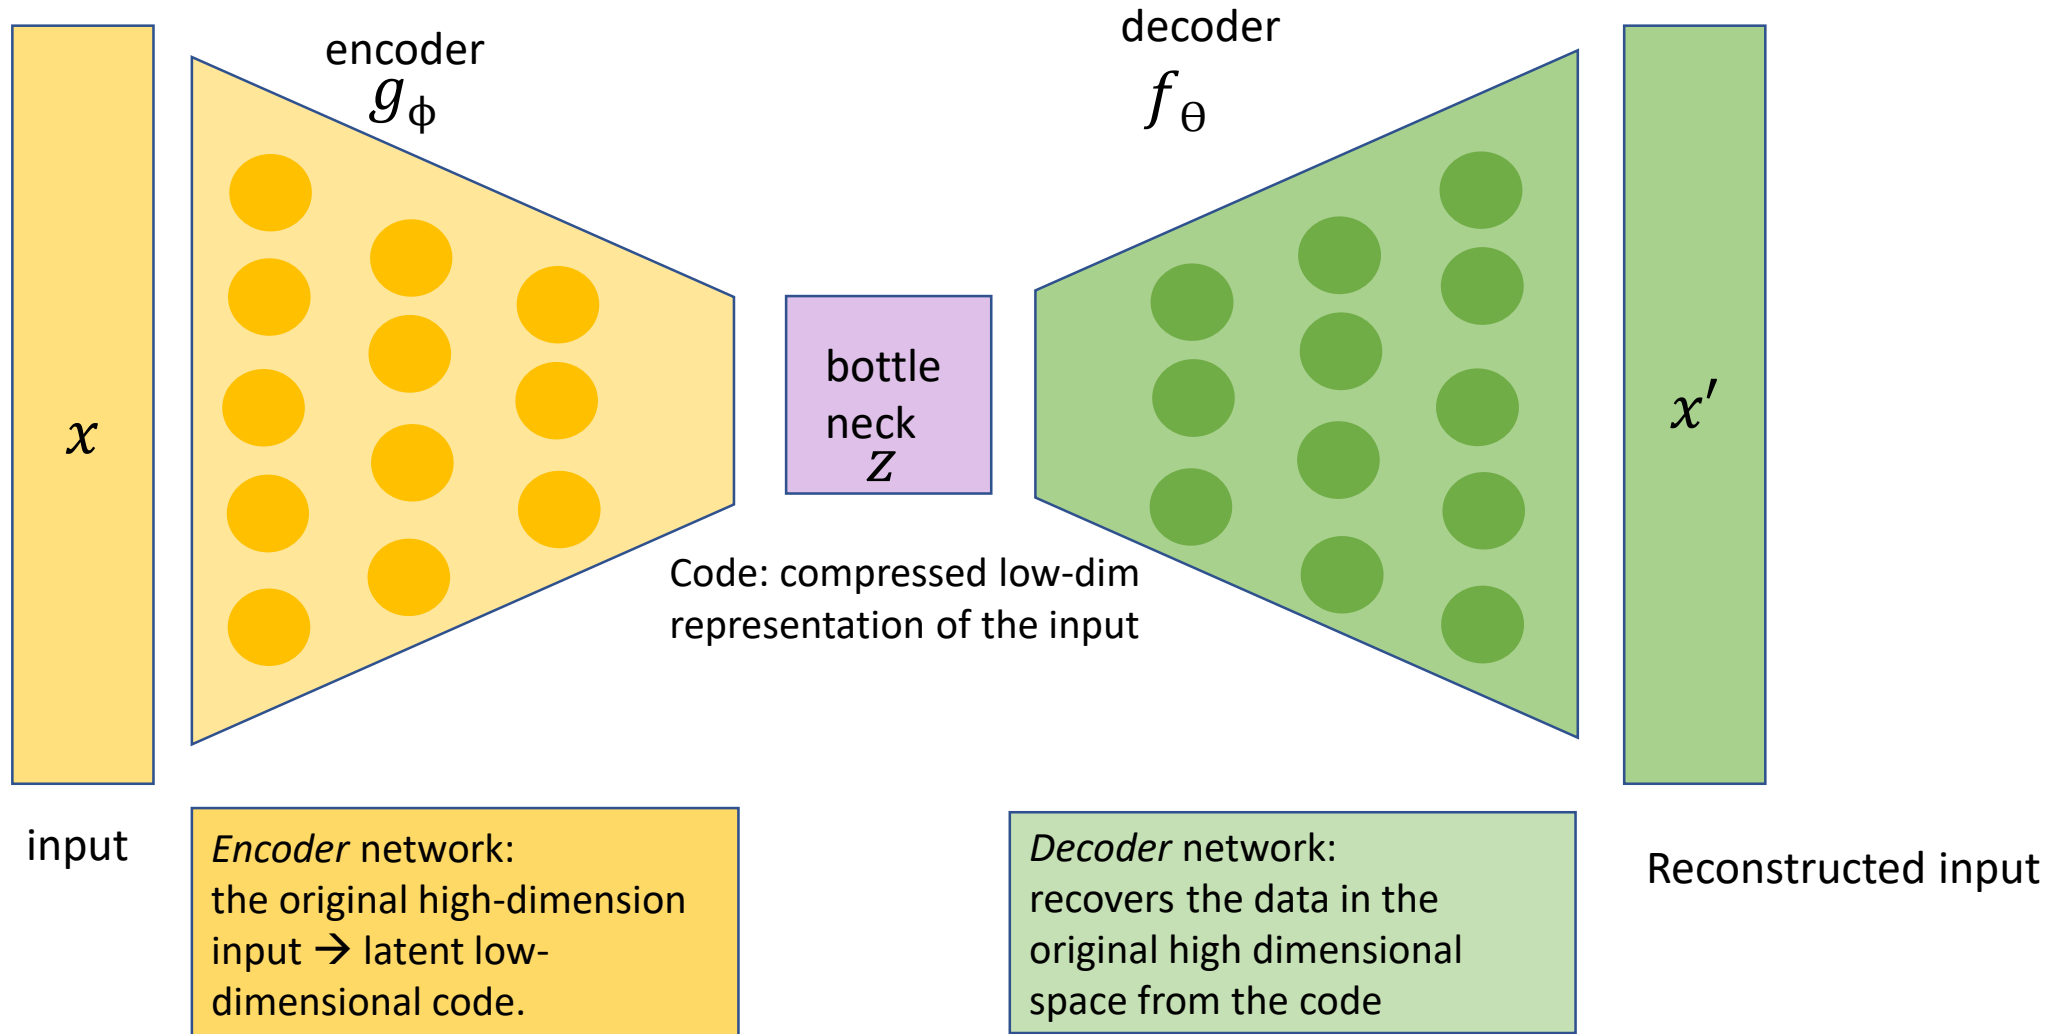 encoder
gϕ
decoder
fθ
x
bottle
neck
z
x′
Code: compressed low-dim
representation of the input
input
Encoder network:
the original high-dimension
input → latent low-
dimensional code.
Decoder network:
recovers the data in the
original high dimensional
space from the code
Reconstructed input